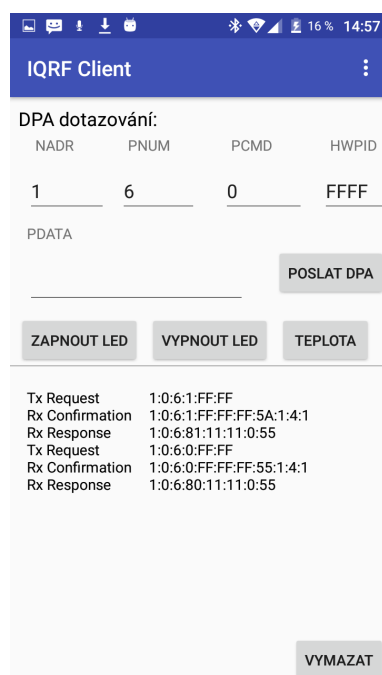 16 % 14:57
IQRF Client
DPA dotazování:
NADR PNUM PCMD HWPID
1 6 0 FFFF
PDATA
POSLAT DPA
ZAPNOUT LED VYPNOUT LED TEPLOTA
Tx Request 1:0:6:1:FF:FF
Rx Confirmation 1:0:6:1:FF:FF:FF:5A:1:4:1
Rx Response 1:0:6:81:11:11:0:55
Tx Request 1:0:6:0:FF:FF
Rx Confirmation 1:0:6:0:FF:FF:FF:55:1:4:1
Rx Response 1:0:6:80:11:11:0:55
VYMAZAT